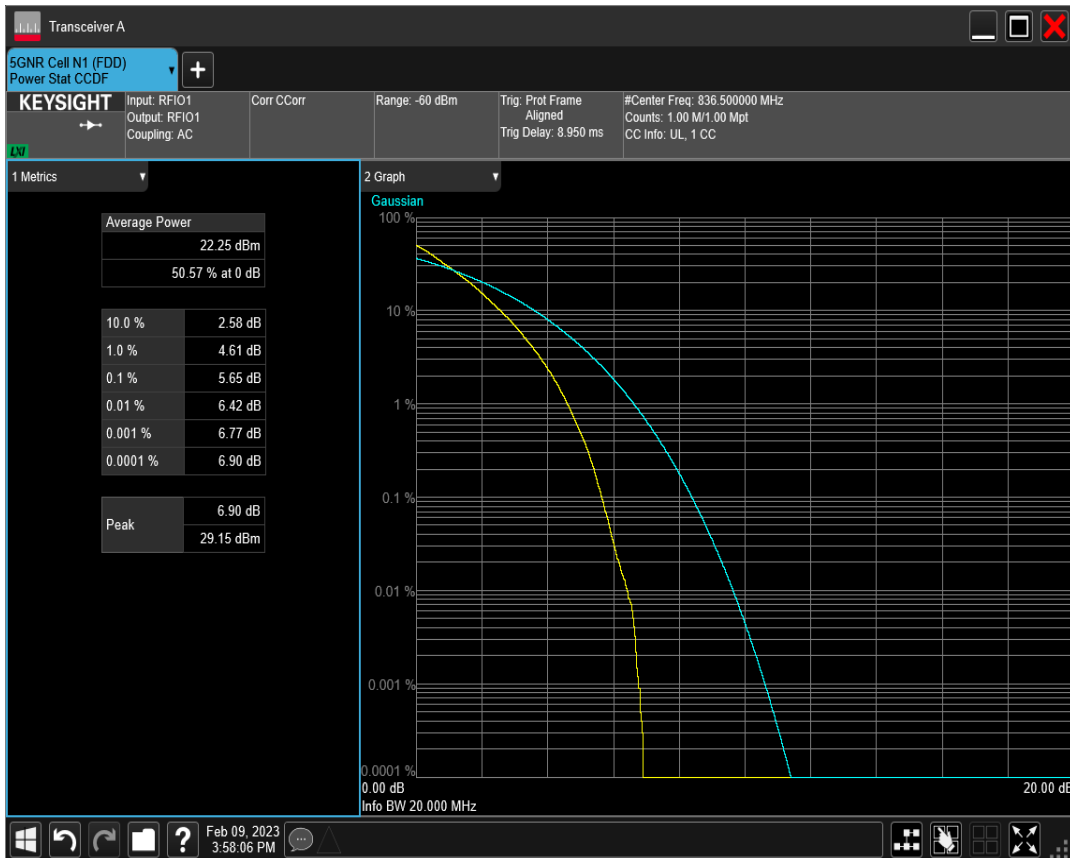 Transceiver A
5GNR Cell N1 (FDD)
Power Stat CCDF
KEYSIGHT
LXI
Input: RFIO1
Output: RFIO1
Coupling: AC
Corr CCorr
Range: -60 dBm
Trig: Prot Frame
Aligned
Trig Delay: 8.950 ms
#Center Freq: 836.500000 MHz
Counts: 1.00 M/1.00 Mpt
CC Info: UL, 1 CC
1 Metrics
Average Power
22.25 dBm
50.57 % at 0 dB
10.0 % 2.58 dB
1.0 % 4.61 dB
0.1 % 5.65 dB
0.01 % 6.42 dB
0.001 % 6.77 dB
0.0001 % 6.90 dB
Peak
6.90 dB
29.15 dBm
2 Graph
Gaussian
100 %
10 %
1 %
0.1 %
0.01 %
0.001 %
0.0001 %
0.00 dB 20.00 dB
Info BW 20.000 MHz
Feb 09, 2023
3:58:06 PM